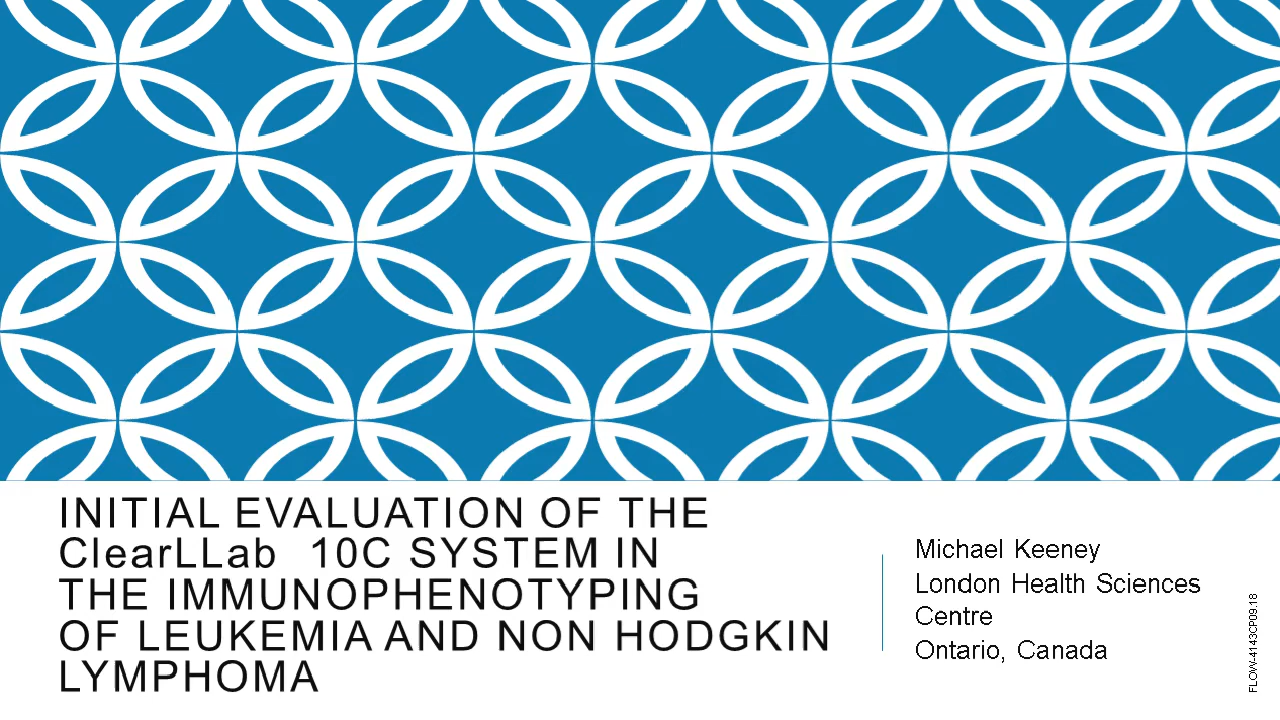 INITIAL EVALUATION OF THE
ClearLLab 10C SYSTEM IN
THE IMMUNOPHENOTYPING
OF LEUKEMIA AND NON HODGKIN
LYMPHOMA
Michael Keeney
London Health Sciences
Centre
Ontario, Canada
FLOW-4143CP09.18